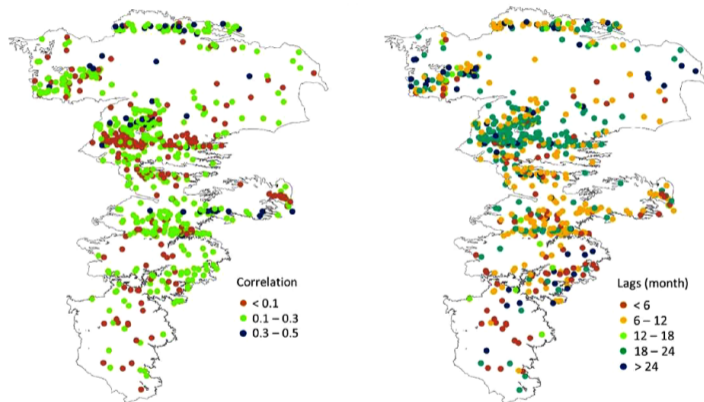 Correlation
< 0.1
0.1 – 0.3
0.3 – 0.5
Lags (month)
< 6
6 – 12
12 – 18
18 – 24
> 24